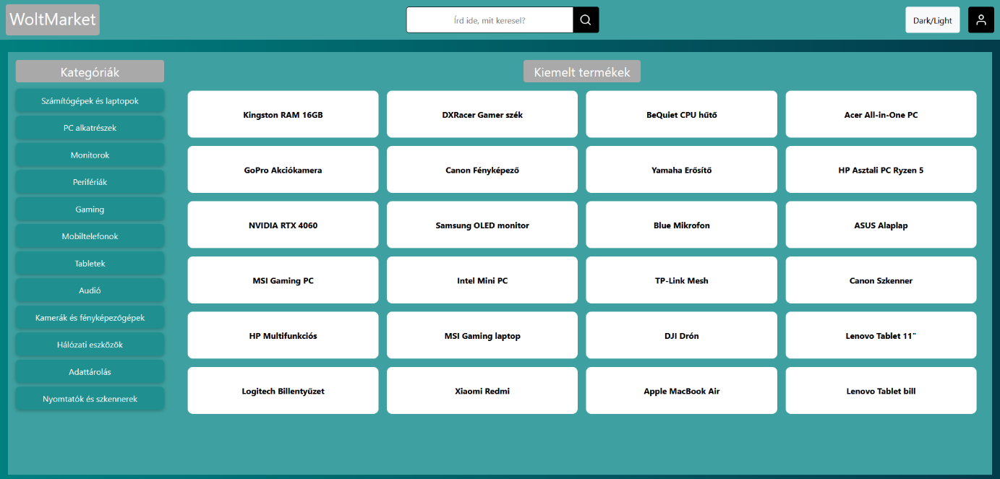 WoltMarket
Írd ide, mit keresel?
Dark/Light
Kategóriák
Számítógépek és laptopok
PC alkatrészek
Monitorok
Perifériák
Gaming
Mobiltelefonok
Tabletek
Audió
Kamerák és fényképezőgépek
Hálózati eszközök
Adattárolás
Nyomtatók és szkennerek
Kiemelt termékek
Kingston RAM 16GB
DXRacer Gamer szék
BeQuiet CPU hűtő
Acer All-in-One PC
GoPro Akciókamera
Canon Fényképező
Yamaha Erősítő
HP Asztali PC Ryzen 5
NVIDIA RTX 4060
Samsung OLED monitor
Blue Mikrofon
ASUS Alaplap
MSI Gaming PC
Intel Mini PC
TP-Link Mesh
Canon Szkenner
HP Multifunkciós
MSI Gaming laptop
DJI Drón
Lenovo Tablet 11"
Logitech Billentyűzet
Xiaomi Redmi
Apple MacBook Air
Lenovo Tablet bill